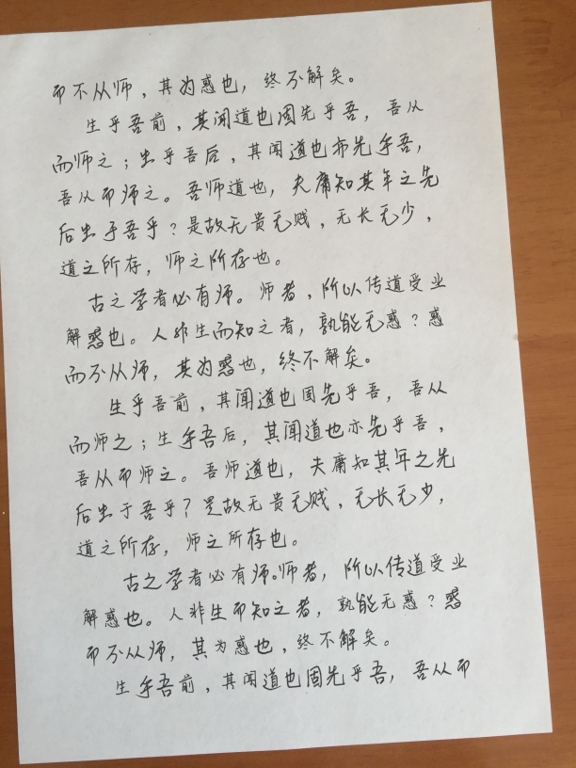 而不从师，其为惑也，终不解矣。
生乎吾前，其闻道也固先乎吾，吾从
而师之；生乎吾后，其闻道也亦先乎吾，
吾从而师之。吾师道也，夫庸知其年之先
后生于吾乎？是故无贵无贱，无长无少，
道之所存，师之所存也。
古之学者必有师。师者，所以传道受业
解惑也。人非生而知之者，孰能无惑？惑
而不从师，其为惑也，终不解矣。
生乎吾前，其闻道也固先乎吾，吾从
而师之；生乎吾后，其闻道也亦先乎吾，
吾从而师之。吾师道也，夫庸知其年之先
后生于吾乎？是故无贵无贱，无长无少，
道之所存，师之所存也。
古之学者必有师。师者，所以传道受业
解惑也。人非生而知之者，孰能无惑？惑
而不从师，其为惑也，终不解矣。
生乎吾前，其闻道也固先乎吾，吾从而